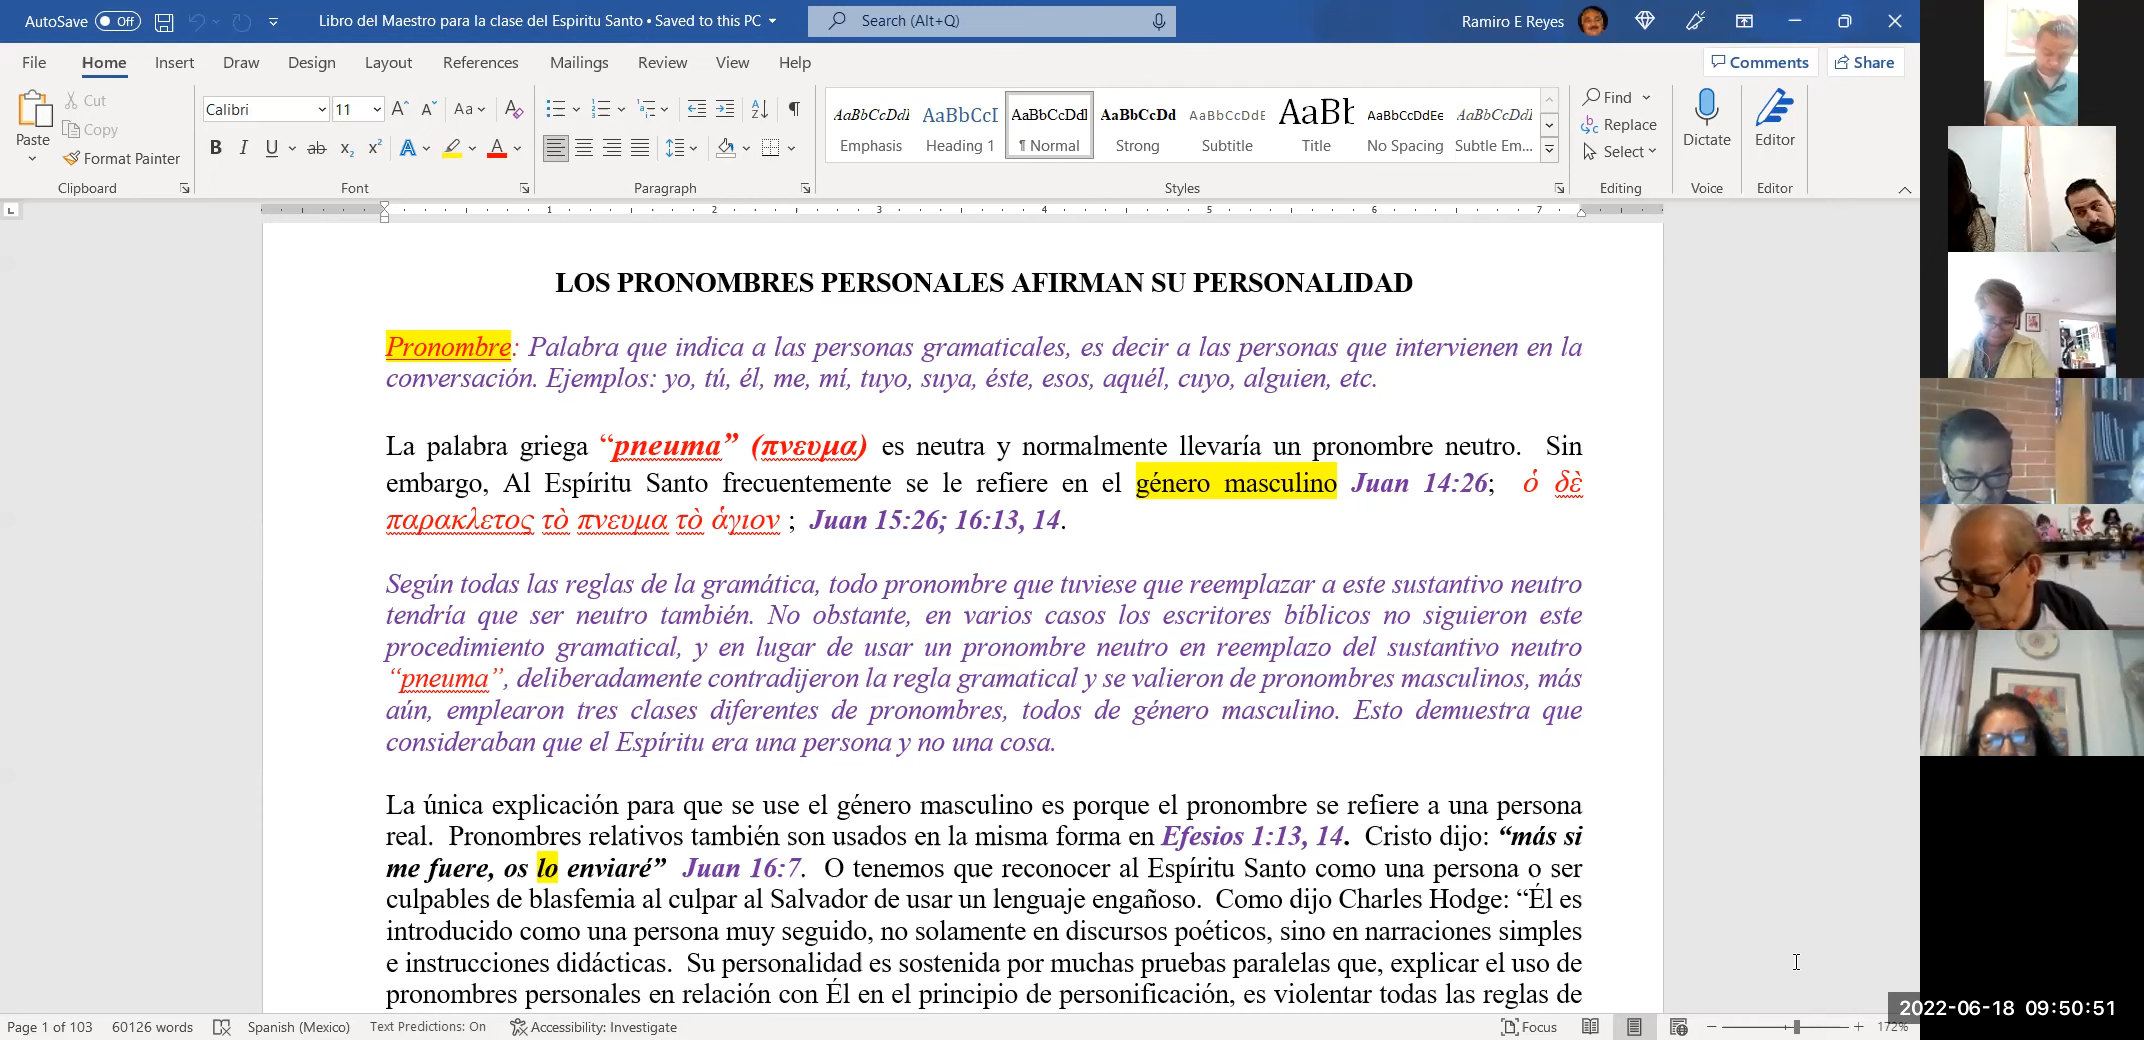 AutoSave Off Libro del Maestro para la clase del Espiritu Santo • Saved to this PC Search (Alt+Q) Ramiro E Reyes
File Home Insert Draw Design Layout References Mailings Review View Help Comments Share
Paste Cut Copy Format Painter Clipboard
Calibri 11 Aa
B I U ab x₂ x² A A Font
Paragraph
AaBbCcDdI AaBbCcI AaBbCcDdI AaBbCcDd AaBbCcDdE AaBb AaBbCcDdEe AaBbCcDdI
Emphasis Heading 1 ¶ Normal Strong Subtitle Title No Spacing Subtle Em...
Styles
Find Replace Select Editing
Dictate Voice
Editor Editor
1 2 3 4 5 6 7
LOS PRONOMBRES PERSONALES AFIRMAN SU PERSONALIDAD
Pronombre: Palabra que indica a las personas gramaticales, es decir a las personas que intervienen en la
conversación. Ejemplos: yo, tú, él, me, mí, tuyo, suya, éste, esos, aquél, cuyo, alguien, etc.
La palabra griega “pneuma” (πνευμα) es neutra y normalmente llevaría un pronombre neutro. Sin
embargo, Al Espíritu Santo frecuentemente se le refiere en el género masculino Juan 14:26; ὁ δὲ
παρακλετος τὸ πνευμα τὸ ἁγιον ; Juan 15:26; 16:13, 14.
Según todas las reglas de la gramática, todo pronombre que tuviese que reemplazar a este sustantivo neutro
tendría que ser neutro también. No obstante, en varios casos los escritores bíblicos no siguieron este
procedimiento gramatical, y en lugar de usar un pronombre neutro en reemplazo del sustantivo neutro
“pneuma”, deliberadamente contradijeron la regla gramatical y se valieron de pronombres masculinos, más
aún, emplearon tres clases diferentes de pronombres, todos de género masculino. Esto demuestra que
consideraban que el Espíritu era una persona y no una cosa.
La única explicación para que se use el género masculino es porque el pronombre se refiere a una persona
real. Pronombres relativos también son usados en la misma forma en Efesios 1:13, 14. Cristo dijo: “más si
me fuere, os lo enviaré” Juan 16:7. O tenemos que reconocer al Espíritu Santo como una persona o ser
culpables de blasfemia al culpar al Salvador de usar un lenguaje engañoso. Como dijo Charles Hodge: “Él es
introducido como una persona muy seguido, no solamente en discursos poéticos, sino en narraciones simples
e instrucciones didácticas. Su personalidad es sostenida por muchas pruebas paralelas que, explicar el uso de
pronombres personales en relación con Él en el principio de personificación, es violentar todas las reglas de
Page 1 of 103 60126 words Spanish (Mexico) Text Predictions: On Accessibility: Investigate Focus 172%
2022-06-18 09:50:51